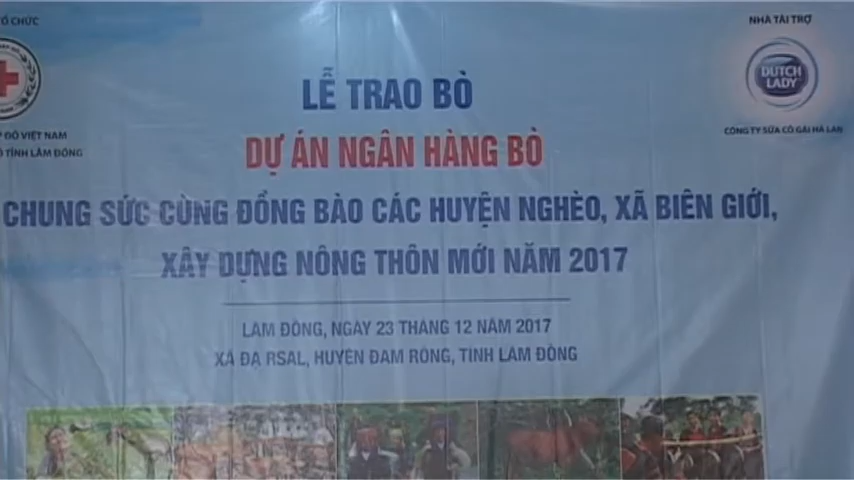 Ổ CHỨC
NHÀ TÀI TRỢ
DUTCH
LADY
ĐỎ VIỆT NAM
TỈNH LÂM ĐỒNG
CÔNG TY SỮA CÔ GÁI HÀ LAN
LỄ TRAO BÒ
DỰ ÁN NGÂN HÀNG BÒ
CHUNG SỨC CÙNG ĐỒNG BÀO CÁC HUYỆN NGHÈO, XÃ BIÊN GIỚI,
XÂY DỰNG NÔNG THÔN MỚI NĂM 2017
LÂM ĐỒNG, NGÀY 23 THÁNG 12 NĂM 2017
XÃ ĐẠ RSAL, HUYỆN ĐAM RÔNG, TỈNH LÂM ĐỒNG